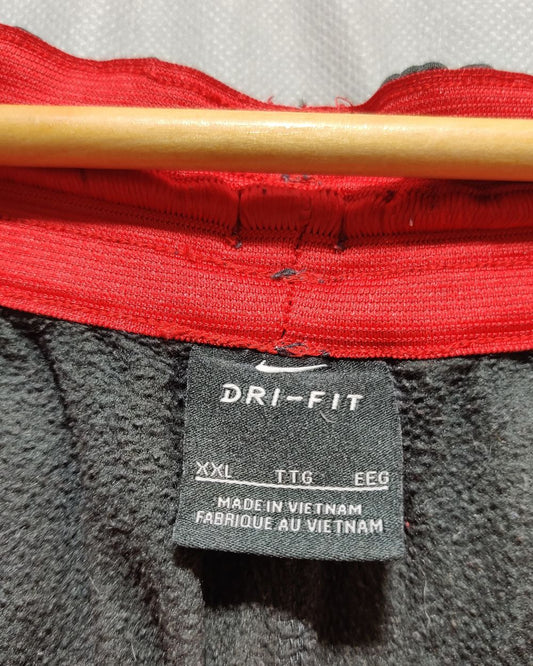 DRI-FIT
XXL TTG EEG
MADE IN VIETNAM
FABRIQUE AU VIETNAM